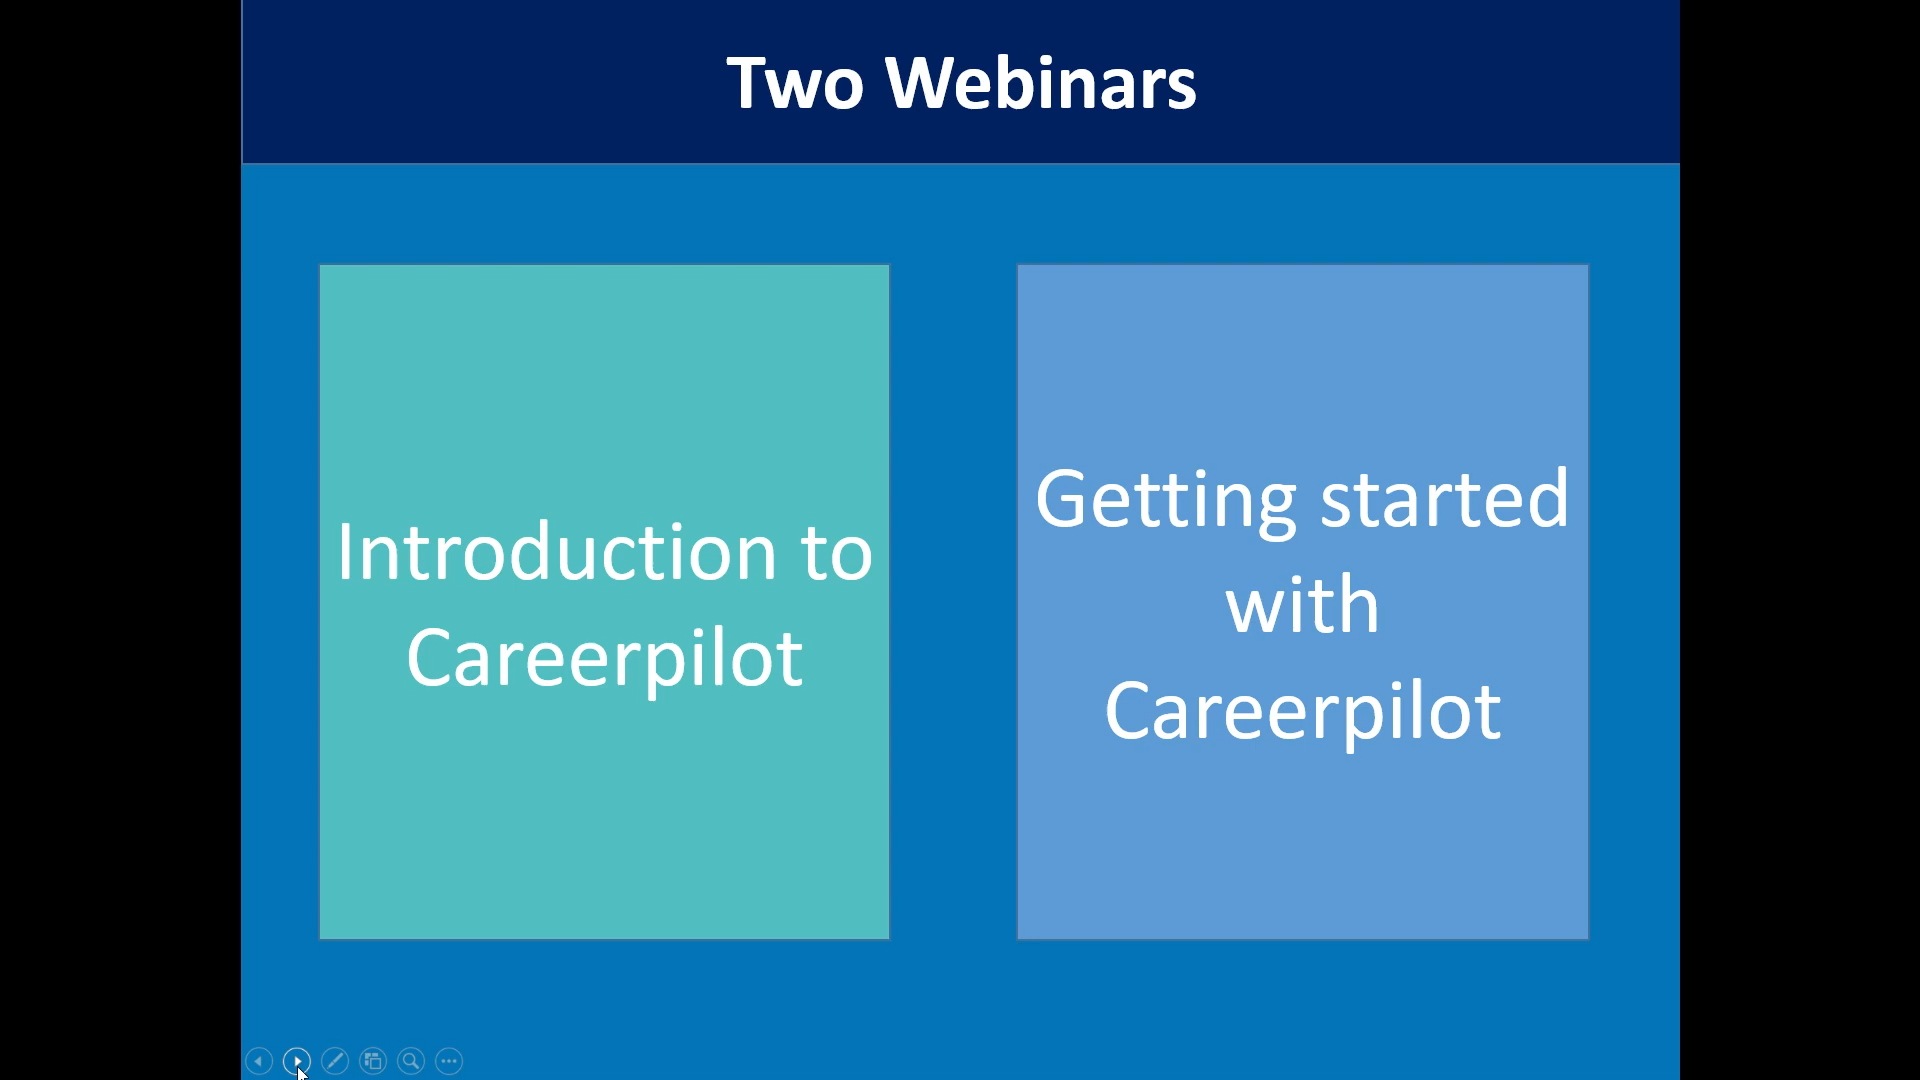 Two Webinars
Introduction to
Careerpilot
Getting started
with
Careerpilot